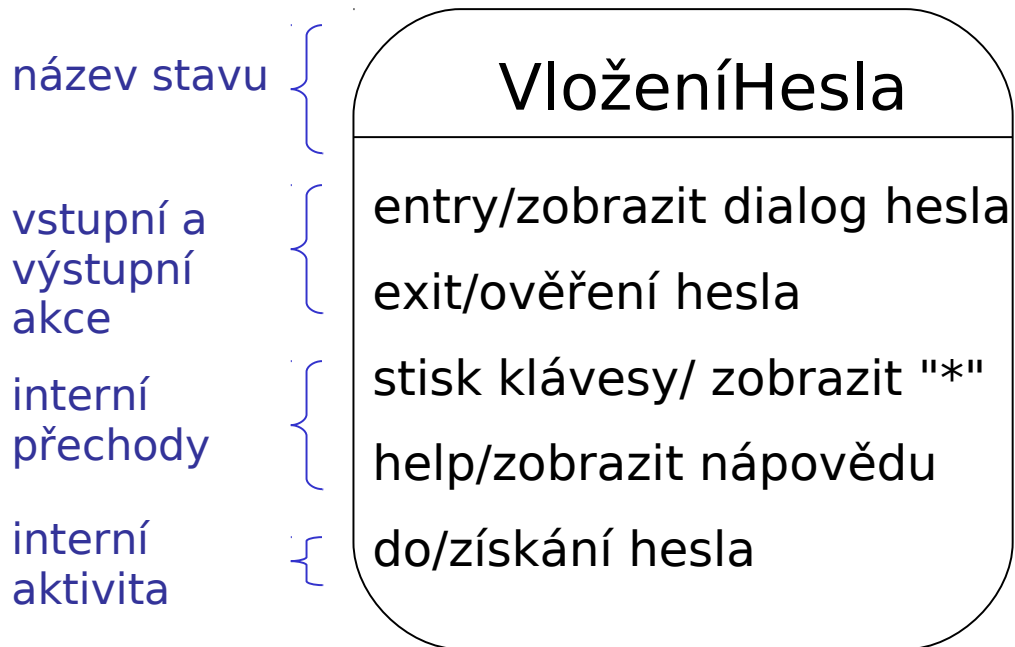 název stavu
VloženíHesla
vstupní a
výstupní
akce
entry/zobrazit dialog hesla
exit/ověření hesla
interní
přechody
stisk klávesy/ zobrazit "*"
help/zobrazit nápovědu
interní
aktivita
do/získání hesla